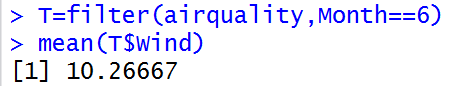 > T=filter(airquality,Month==6)
> mean(T$Wind)
[1] 10.26667